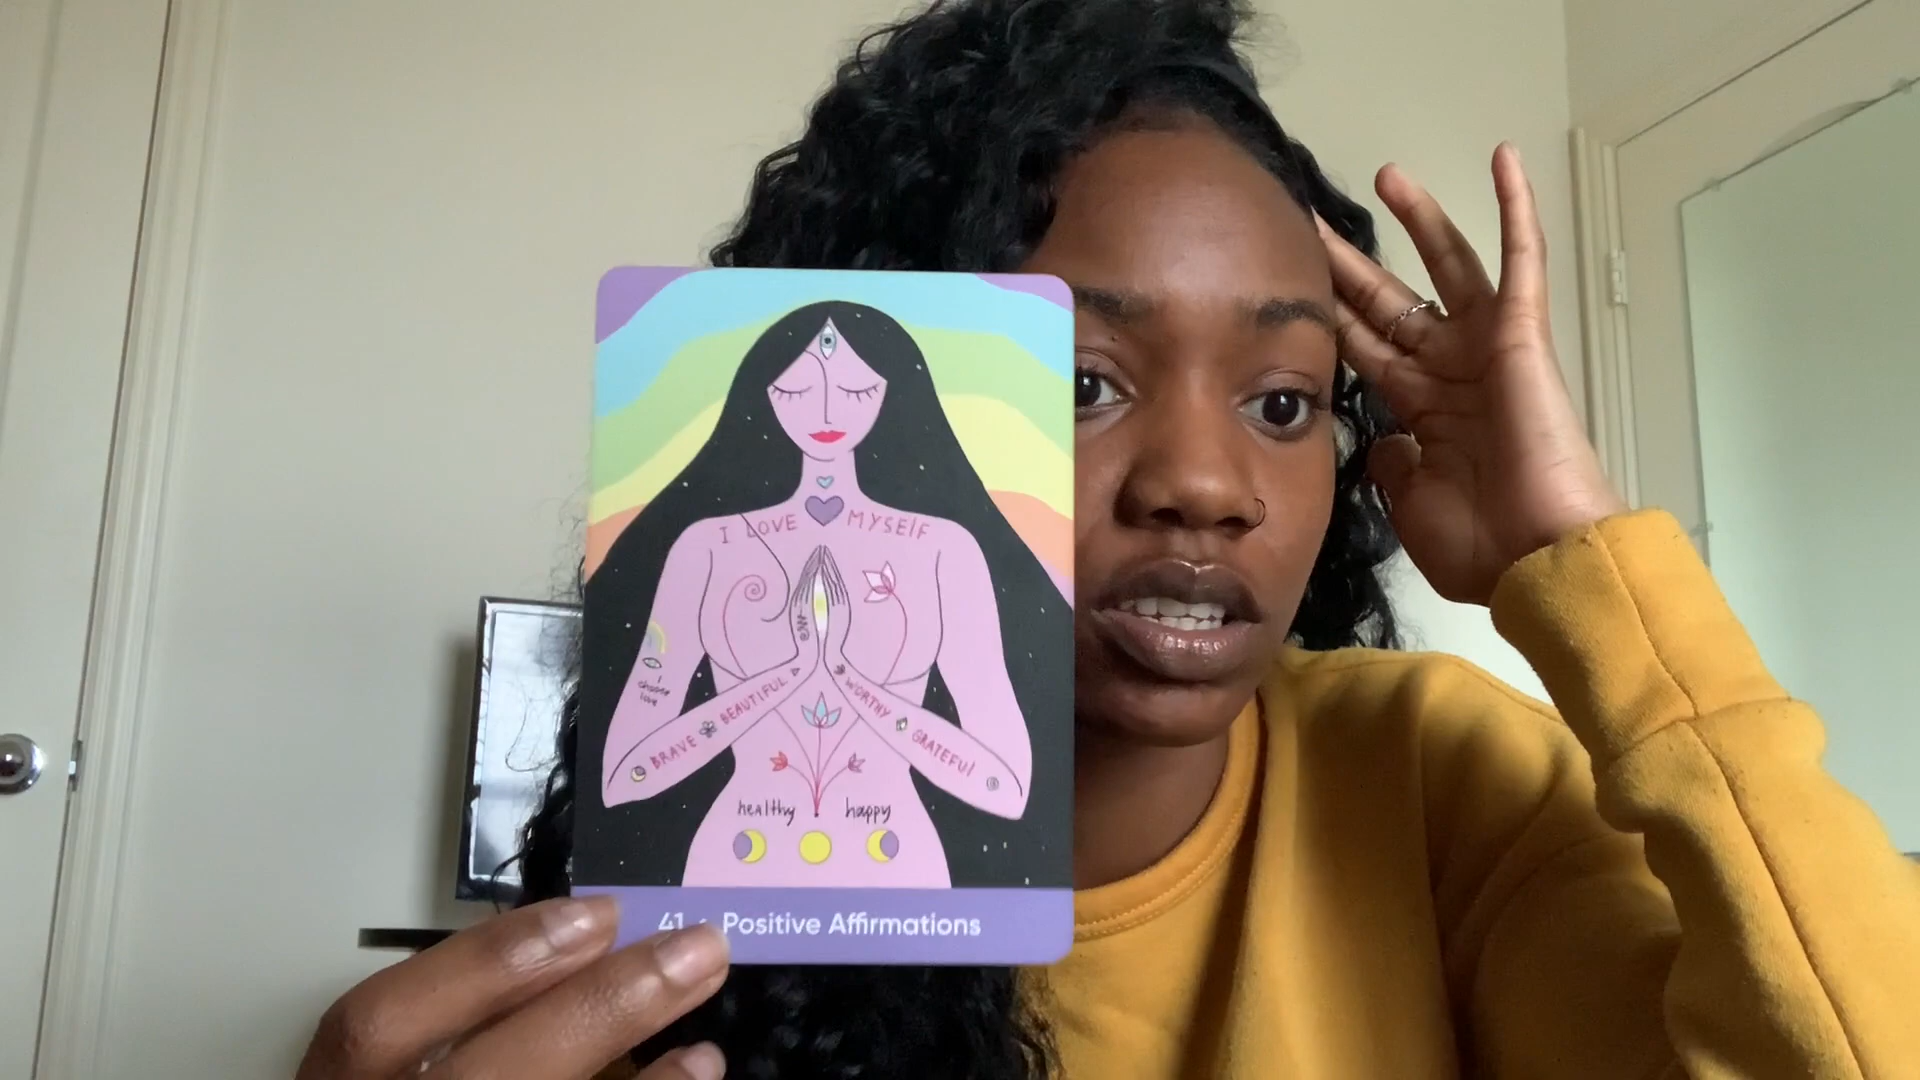 I LOVE MYSELF
choose
love
BRAVE BEAUTIFUL WORTHY GRATEFUL
healthy happy
41 Positive Affirmations